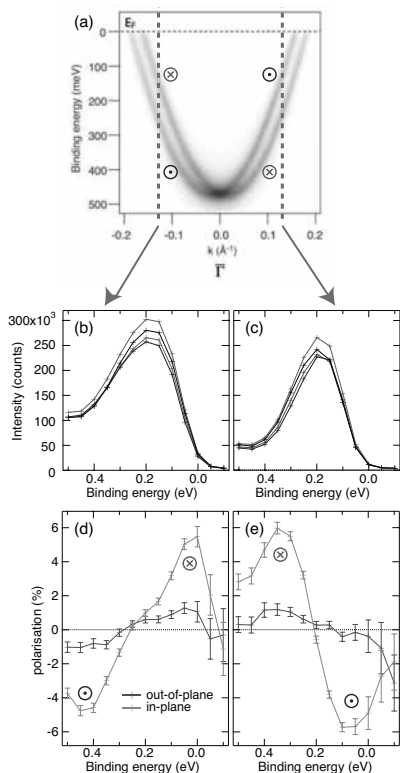 (a)
E_F
0
100
200
300
400
500
Binding energy (meV)
⊗
⊙
⊙
⊗
-0.2
-0.1
0
0.1
0.2
k (Å⁻¹)
Γ̅
(b)
(c)
300x10³
250
200
150
100
50
0
Intensity (counts)
0.4
0.2
0.0
0.4
0.2
0.0
Binding energy (eV)
Binding energy (eV)
(d)
(e)
6
4
2
0
-2
-4
-6
polarisation (%)
⊗
⊙
⊗
⊙
out-of-plane
in-plane
0.4
0.2
0.0
0.4
0.2
0.0
Binding energy (eV)
Binding energy (eV)